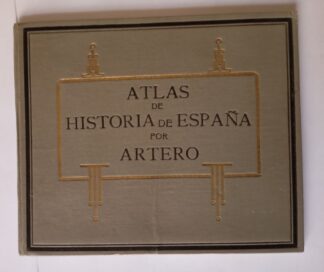 ATLAS
DE
HISTORIA DE ESPAÑA
POR
ARTERO